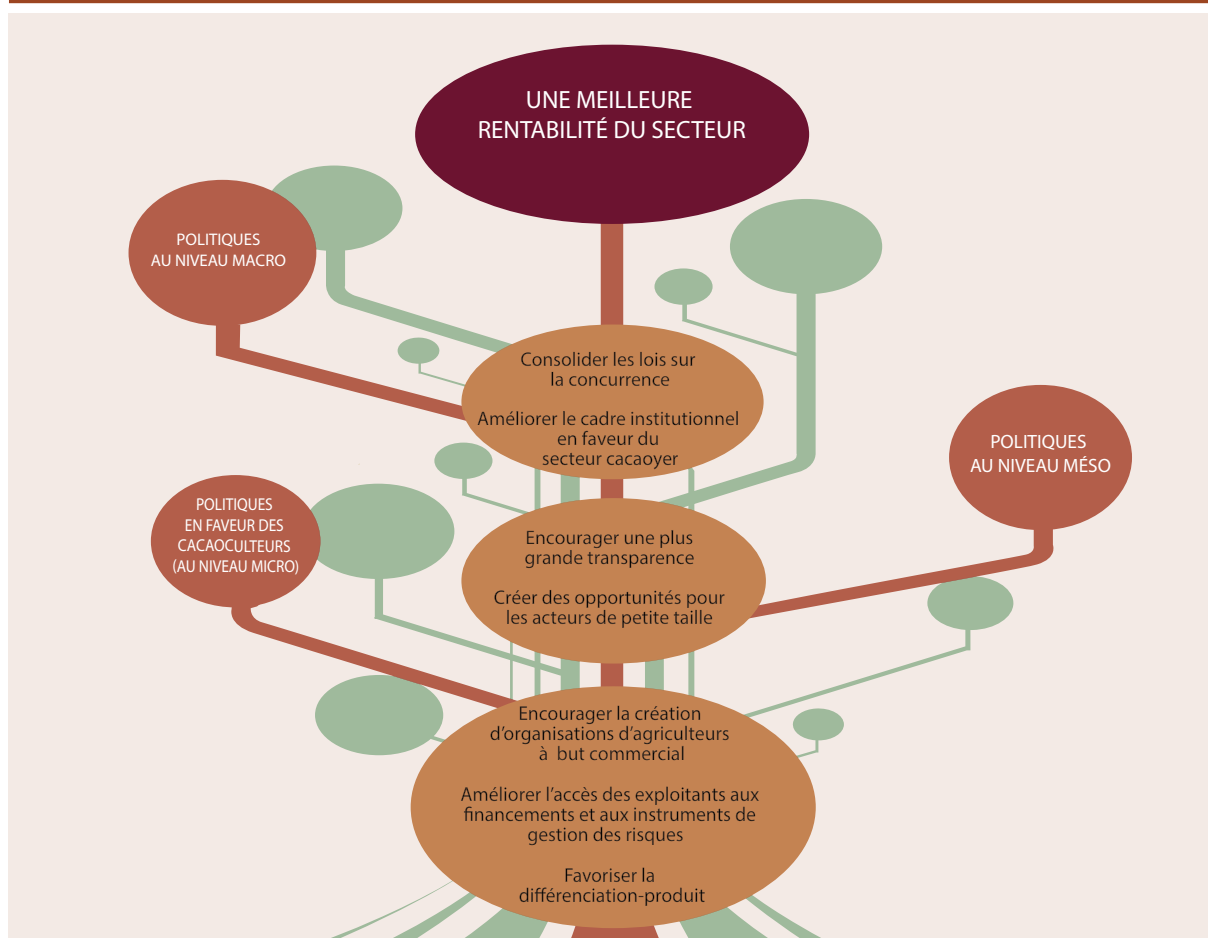 UNE MEILLEURE
RENTABILITÉ DU SECTEUR
POLITIQUES
AU NIVEAU MACRO
Consolider les lois sur
la concurrence
Améliorer le cadre institutionnel
en faveur du
secteur cacaoyer
POLITIQUES
AU NIVEAU MÉSO
POLITIQUES
EN FAVEUR DES
CACAOCULTEURS
(AU NIVEAU MICRO)
Encourager une plus
grande transparence
Créer des opportunités pour
les acteurs de petite taille
Encourager la création
d’organisations d’agriculteurs
à but commercial
Améliorer l’accès des exploitants aux
financements et aux instruments de
gestion des risques
Favoriser la
différenciation-produit